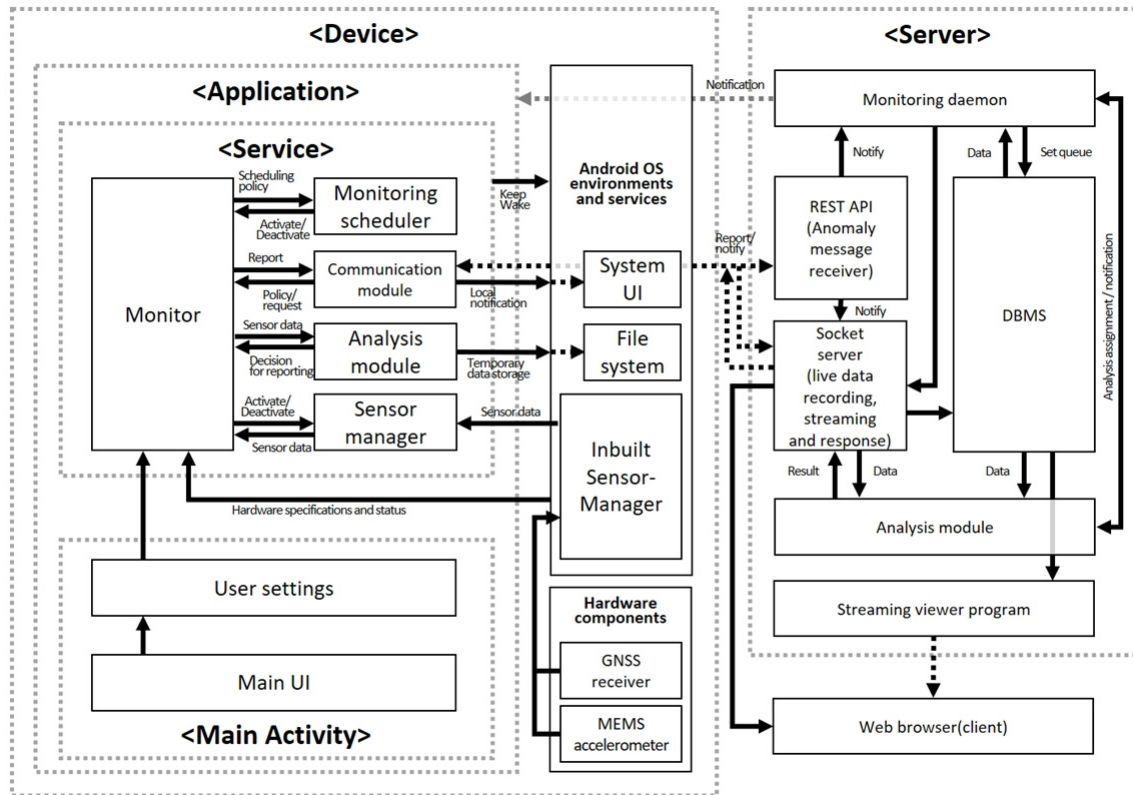 <Device>
<Server>
<Application>
<Service>
Scheduling
policy
Monitoring
scheduler
Activate/
Deactivate
Monitor
Report
Communication
module
Policy/
request
Local
notification
Sensor data
Analysis
module
Decision
for reporting
Temporary
data storage
Activate/
Deactivate
Sensor
manager
Sensor data
Sensor data
Hardware specifications and status
User settings
Main UI
<Main Activity>
Keep
Wake
Android OS
environments
and services
System
UI
File
system
Inbuilt
Sensor-
Manager
Hardware
components
GNSS
receiver
MEMS
accelerometer
Notification
Report/
notify
Monitoring daemon
Notify
Data
Set queue
REST API
(Anomaly
message
receiver)
Notify
Socket
server
(live data
recording,
streaming
and response)
DBMS
Analysis assignment / notification
Result
Data
Data
Analysis module
Streaming viewer program
Web browser(client)